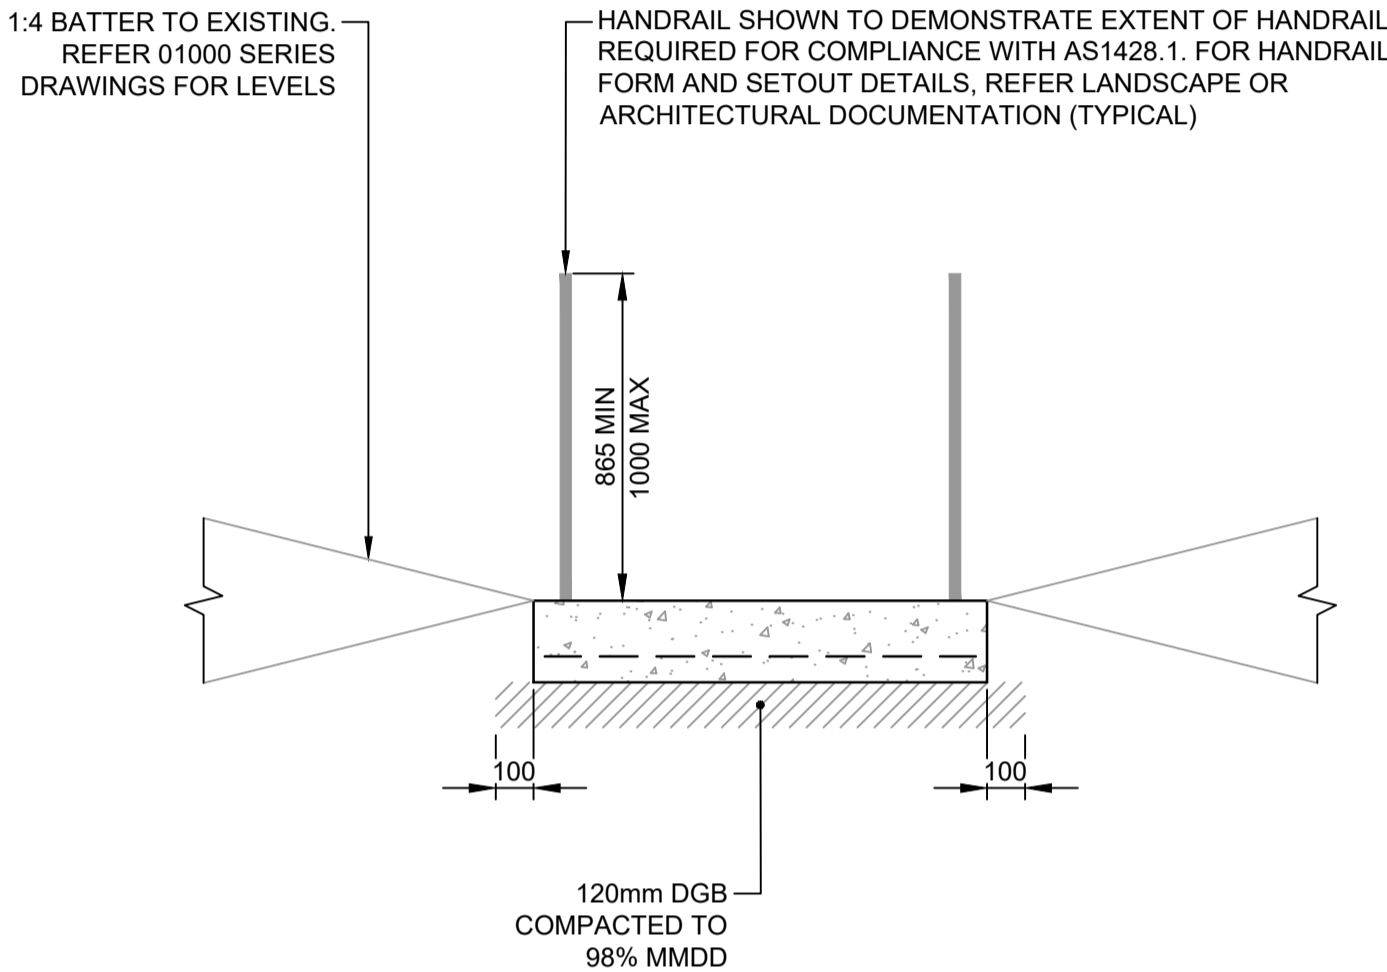 1:4 BATTER TO EXISTING.
REFER 01000 SERIES
DRAWINGS FOR LEVELS
HANDRAIL SHOWN TO DEMONSTRATE EXTENT OF HANDRAIL
REQUIRED FOR COMPLIANCE WITH AS1428.1. FOR HANDRAIL
FORM AND SETOUT DETAILS, REFER LANDSCAPE OR
ARCHITECTURAL DOCUMENTATION (TYPICAL)
865 MIN
1000 MAX
100
100
120mm DGB
COMPACTED TO
98% MMDD